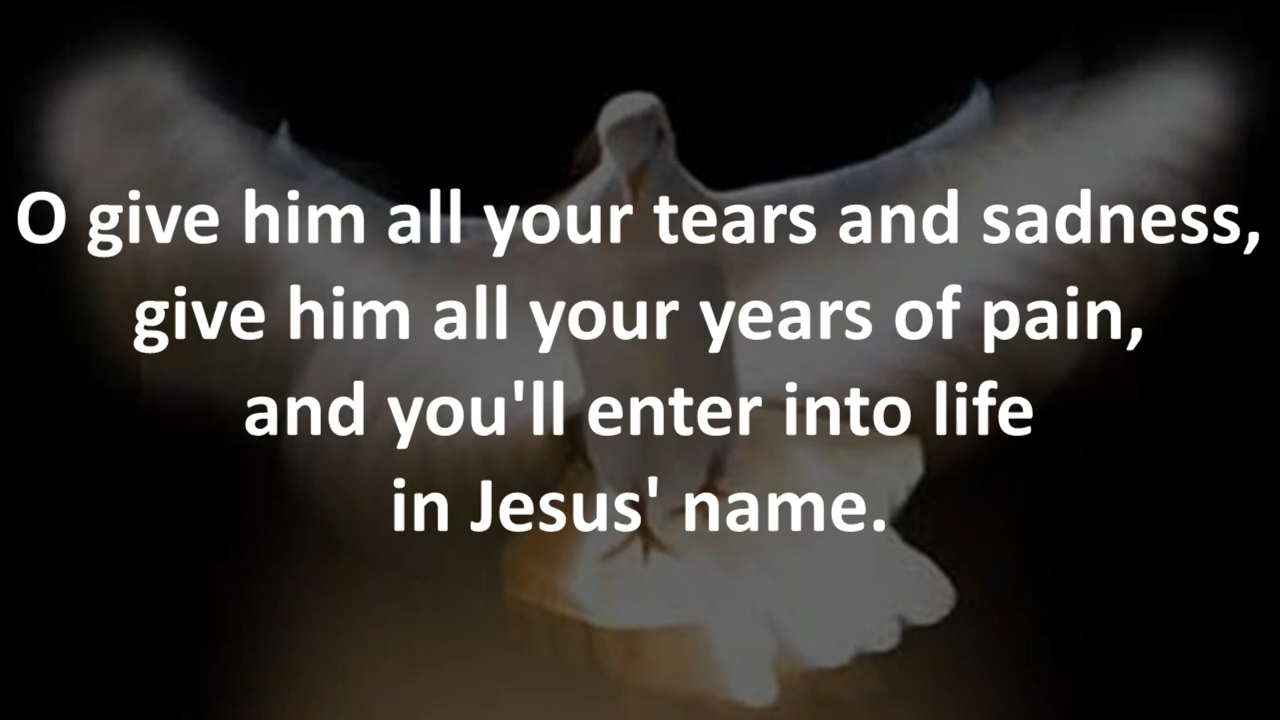 O give him all your tears and sadness,
give him all your years of pain,
and you'll enter into life
in Jesus' name.